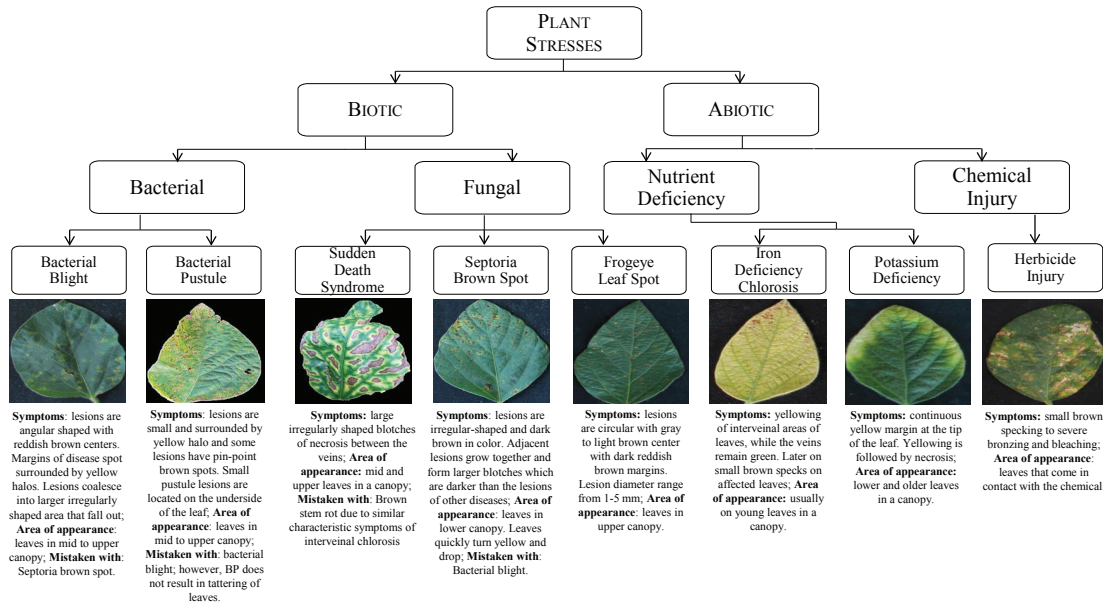 PLANT
STRESSES
BIOTIC
ABIOTIC
Bacterial
Fungal
Nutrient
Deficiency
Chemical
Injury
Bacterial
Blight
Bacterial
Pustule
Sudden
Death
Syndrome
Septoria
Brown Spot
Frogeye
Leaf Spot
Iron
Deficiency
Chlorosis
Potassium
Deficiency
Herbicide
Injury
Symptoms: lesions are
angular shaped with
reddish brown centers.
Margins of disease spot
surrounded by yellow
halos. Lesions coalesce
into larger irregularly
shaped area that fall out;
Area of appearance:
leaves in mid to upper
canopy; Mistaken with:
Septoria brown spot.
Symptoms: lesions are
small and surrounded by
yellow halo and some
lesions have pin-point
brown spots. Small
pustule lesions are
located on the underside
of the leaf; Area of
appearance: leaves in
mid to upper canopy;
Mistaken with: bacterial
blight; however, BP does
not result in tattering of
leaves.
Symptoms: large
irregularly shaped blotches
of necrosis between the
veins; Area of
appearance: mid and
upper leaves in a canopy;
Mistaken with: Brown
stem rot due to similar
characteristic symptoms of
interveinal chlorosis
Symptoms: lesions are
irregular-shaped and dark
brown in color. Adjacent
lesions grow together and
form larger blotches which
are darker than the lesions
of other diseases; Area of
appearance: leaves in
lower canopy. Leaves
quickly turn yellow and
drop; Mistaken with:
Bacterial blight.
Symptoms: lesions
are circular with gray
to light brown center
with dark reddish
brown margins.
Lesion diameter range
from 1-5 mm; Area of
appearance: leaves in
upper canopy.
Symptoms: yellowing
of interveinal areas of
leaves, while the veins
remain green. Later on
small brown specks on
affected leaves; Area
of appearance: usually
on young leaves in a
canopy.
Symptoms: continuous
yellow margin at the tip
of the leaf. Yellowing is
followed by necrosis;
Area of appearance:
lower and older leaves
in a canopy.
Symptoms: small brown
specking to severe
bronzing and bleaching;
Area of appearance:
leaves that come in
contact with the chemical